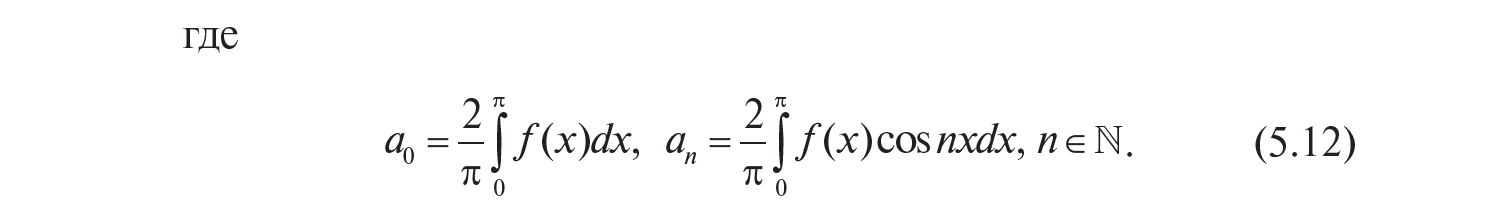 где
a₀ = 2/π ∫₀^π f(x)dx, aₙ = 2/π ∫₀^π f(x)cos nxdx, n ∈ ℕ. (5.12)